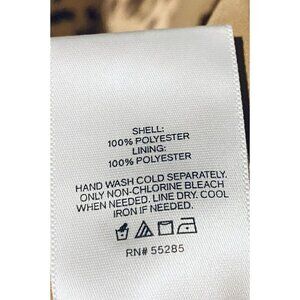 SHELL:
100% POLYESTER
LINING:
100% POLYESTER
HAND WASH COLD SEPARATELY.
ONLY NON-CHLORINE BLEACH
WHEN NEEDED. LINE DRY. COOL
IRON IF NEEDED.
RN# 55285